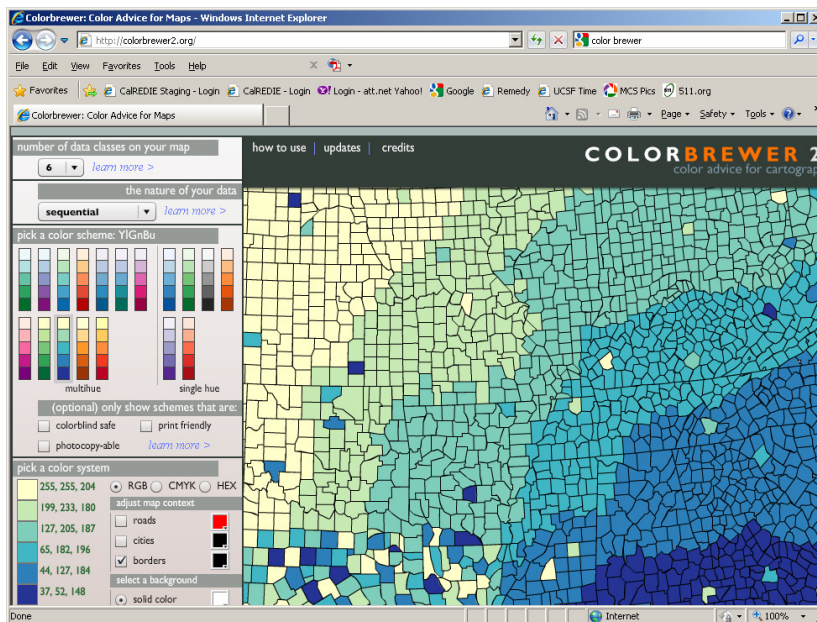 Colorbrewer: Color Advice for Maps - Windows Internet Explorer
http://colorbrewer2.org/
color brewer
File Edit View Favorites Tools Help
Favorites CalREDIE Staging - Login CalREDIE - Login Login - att.net Yahoo! Google Remedy UCSF Time MCS Pics 511.org
Colorbrewer: Color Advice for Maps
Page Safety Tools
number of data classes on your map
6 learn more >
the nature of your data
sequential learn more >
pick a color scheme: YlGnBu
multihue single hue
(optional) only show schemes that are:
colorblind safe print friendly
photocopy-able learn more >
pick a color system
255, 255, 204 RGB CMYK HEX
199, 233, 180 adjust map context
127, 205, 187 roads
65, 182, 196 cities
44, 127, 184 borders
37, 52, 148 select a background
solid color
how to use | updates | credits
COLORBREWER 2
color advice for cartograp
Done Internet 100%